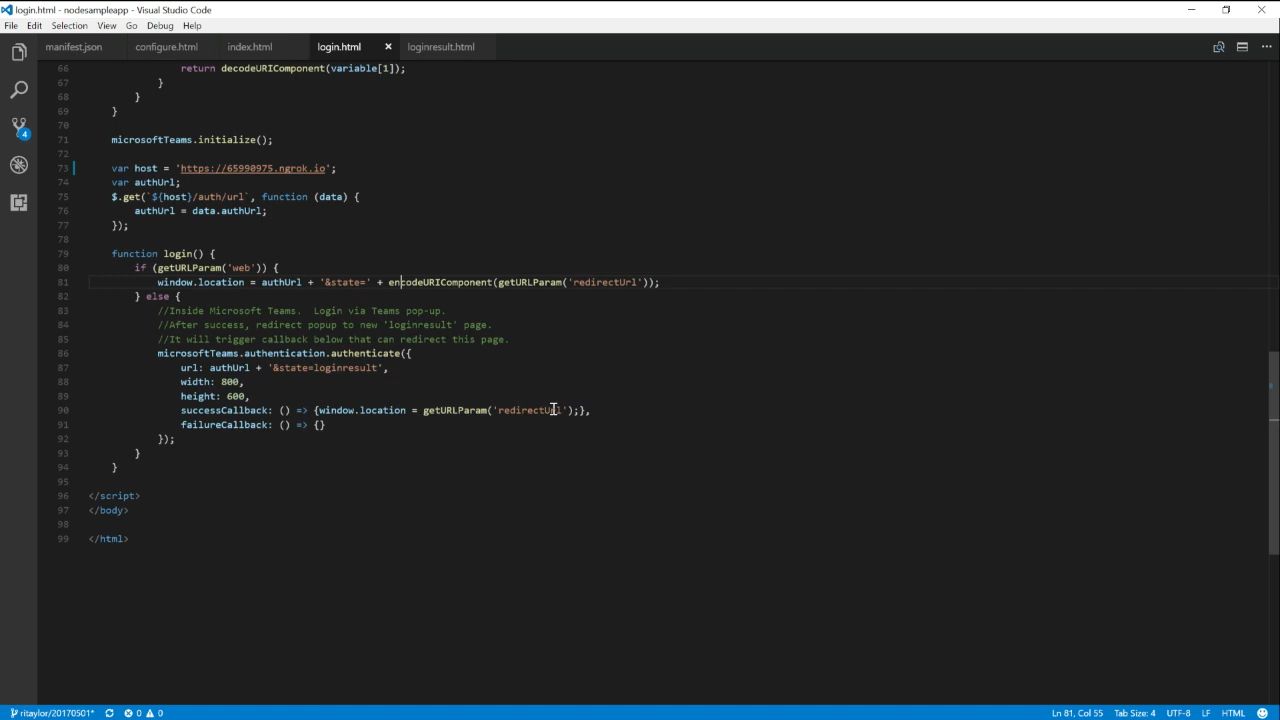 login.html - nodesampleapp - Visual Studio Code
File Edit Selection View Go Debug Help
manifest.json configure.html index.html login.html loginresult.html
66 return decodeURIComponent(variable[1]);
67 }
68 }
69 }
70
71 microsoftTeams.initialize();
72
73 var host = 'https://65990975.ngrok.io';
74 var authUrl;
75 $.get(`${host}/auth/url`, function (data) {
76 authUrl = data.authUrl;
77 });
78
79 function login() {
80 if (getURLParam('web')) {
81 window.location = authUrl + '&state=' + encodeURIComponent(getURLParam('redirectUrl'));
82 } else {
83 //Inside Microsoft Teams. Login via Teams pop-up.
84 //After success, redirect popup to new 'loginresult' page.
85 //It will trigger callback below that can redirect this page.
86 microsoftTeams.authentication.authenticate({
87 url: authUrl + '&state=loginresult',
88 width: 800,
89 height: 600,
90 successCallback: () => {window.location = getURLParam('redirectUrl');},
91 failureCallback: () => {}
92 });
93 }
94 }
95
96 </script>
97 </body>
98
99 </html>
4
ritaylor/20170501* 0 0 Ln 81, Col 55 Tab Size: 4 UTF-8 LF HTML